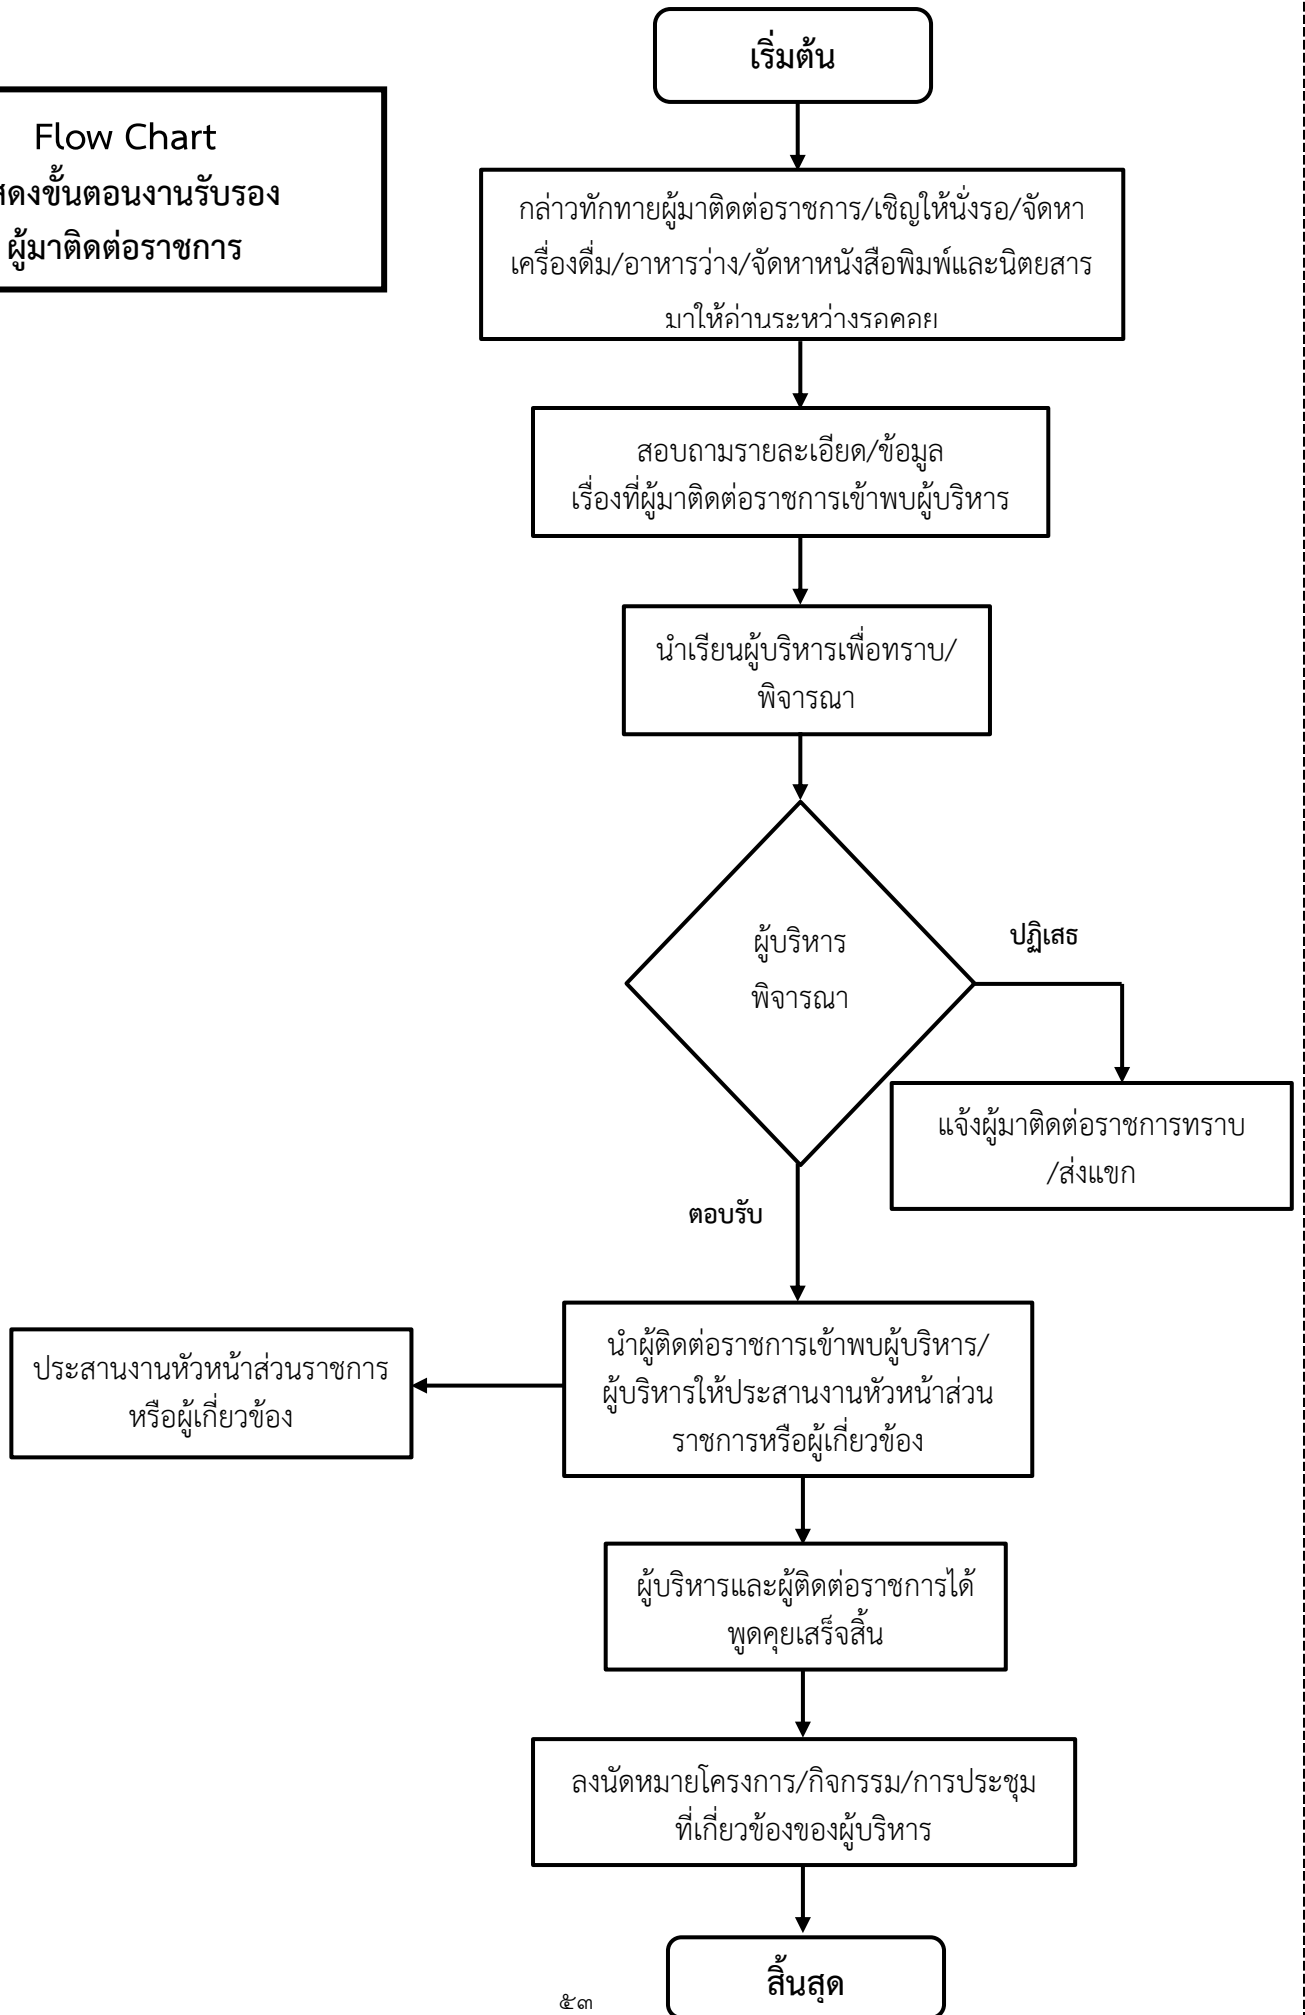 เริ่มต้น
Flow Chart
สดงขั้นตอนงานรับรอง
ผู้มาติดต่อราชการ
กล่าวทักทายผู้มาติดต่อราชการ/เชิญให้นั่งรอ/จัดหา
เครื่องดื่ม/อาหารว่าง/จัดหาหนังสือพิมพ์และนิตยสาร
มาให้อ่านระหว่างรอคอย
สอบถามรายละเอียด/ข้อมูล
เรื่องที่ผู้มาติดต่อราชการเข้าพบผู้บริหาร
นำเรียนผู้บริหารเพื่อทราบ/
พิจารณา
ผู้บริหาร
พิจารณา
ปฏิเสธ
แจ้งผู้มาติดต่อราชการทราบ
/ส่งแขก
ตอบรับ
นำผู้ติดต่อราชการเข้าพบผู้บริหาร/
ผู้บริหารให้ประสานงานหัวหน้าส่วน
ราชการหรือผู้เกี่ยวข้อง
ประสานงานหัวหน้าส่วนราชการ
หรือผู้เกี่ยวข้อง
ผู้บริหารและผู้ติดต่อราชการได้
พูดคุยเสร็จสิ้น
ลงนัดหมายโครงการ/กิจกรรม/การประชุม
ที่เกี่ยวข้องของผู้บริหาร
สิ้นสุด
๕๓